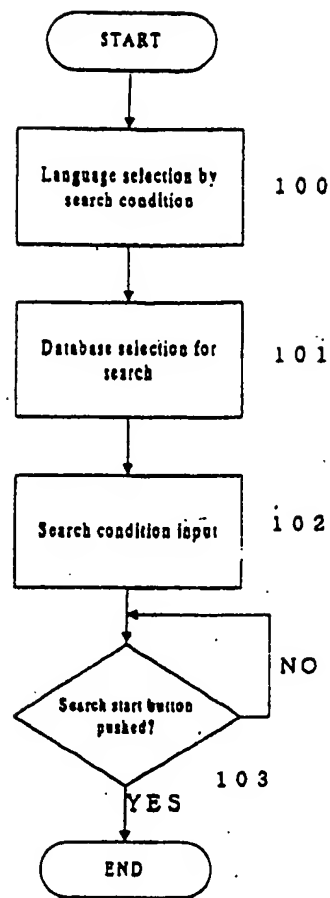 START
Language selection by
search condition
100
Database selection for
search
101
Search condition input
102
Search start button
pushed?
NO
103
YES
END